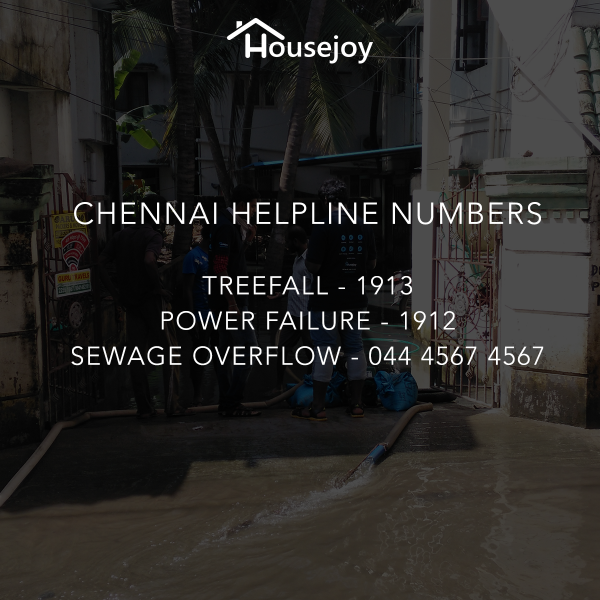 Housejoy
CHENNAI HELPLINE NUMBERS
TREEFALL - 1913
POWER FAILURE - 1912
SEWAGE OVERFLOW - 044 4567 4567